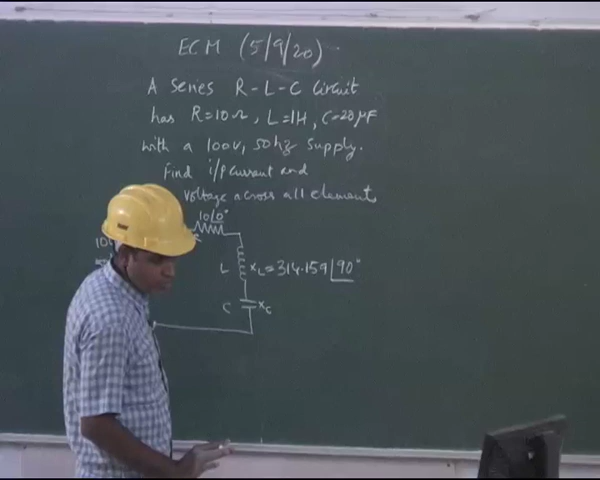 ECM (5/9/20)
A Series R-L-C Circuit
has R=10Ω, L=1H, C=20μF
with a 100V, 50hz Supply.
Find i/p current and
voltage across all elements
10∠0°
L XL=314.159∠90°
C Xc